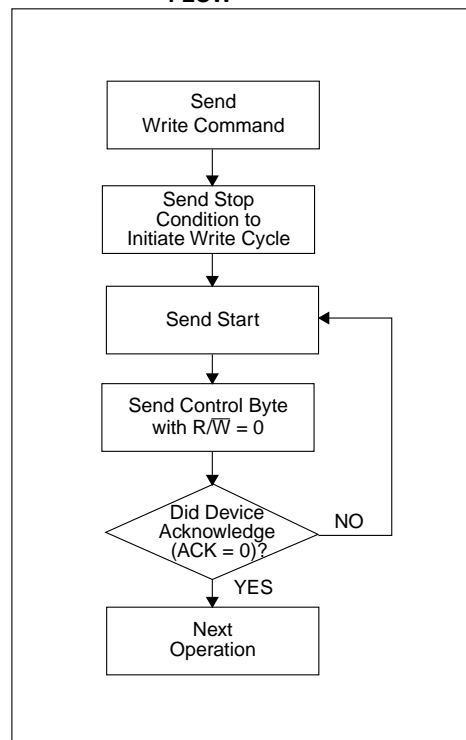 Send
Write Command
Send Stop
Condition to
Initiate Write Cycle
Send Start
Send Control Byte
with R/W̅ = 0
Did Device
Acknowledge
(ACK = 0)?
NO
YES
Next
Operation